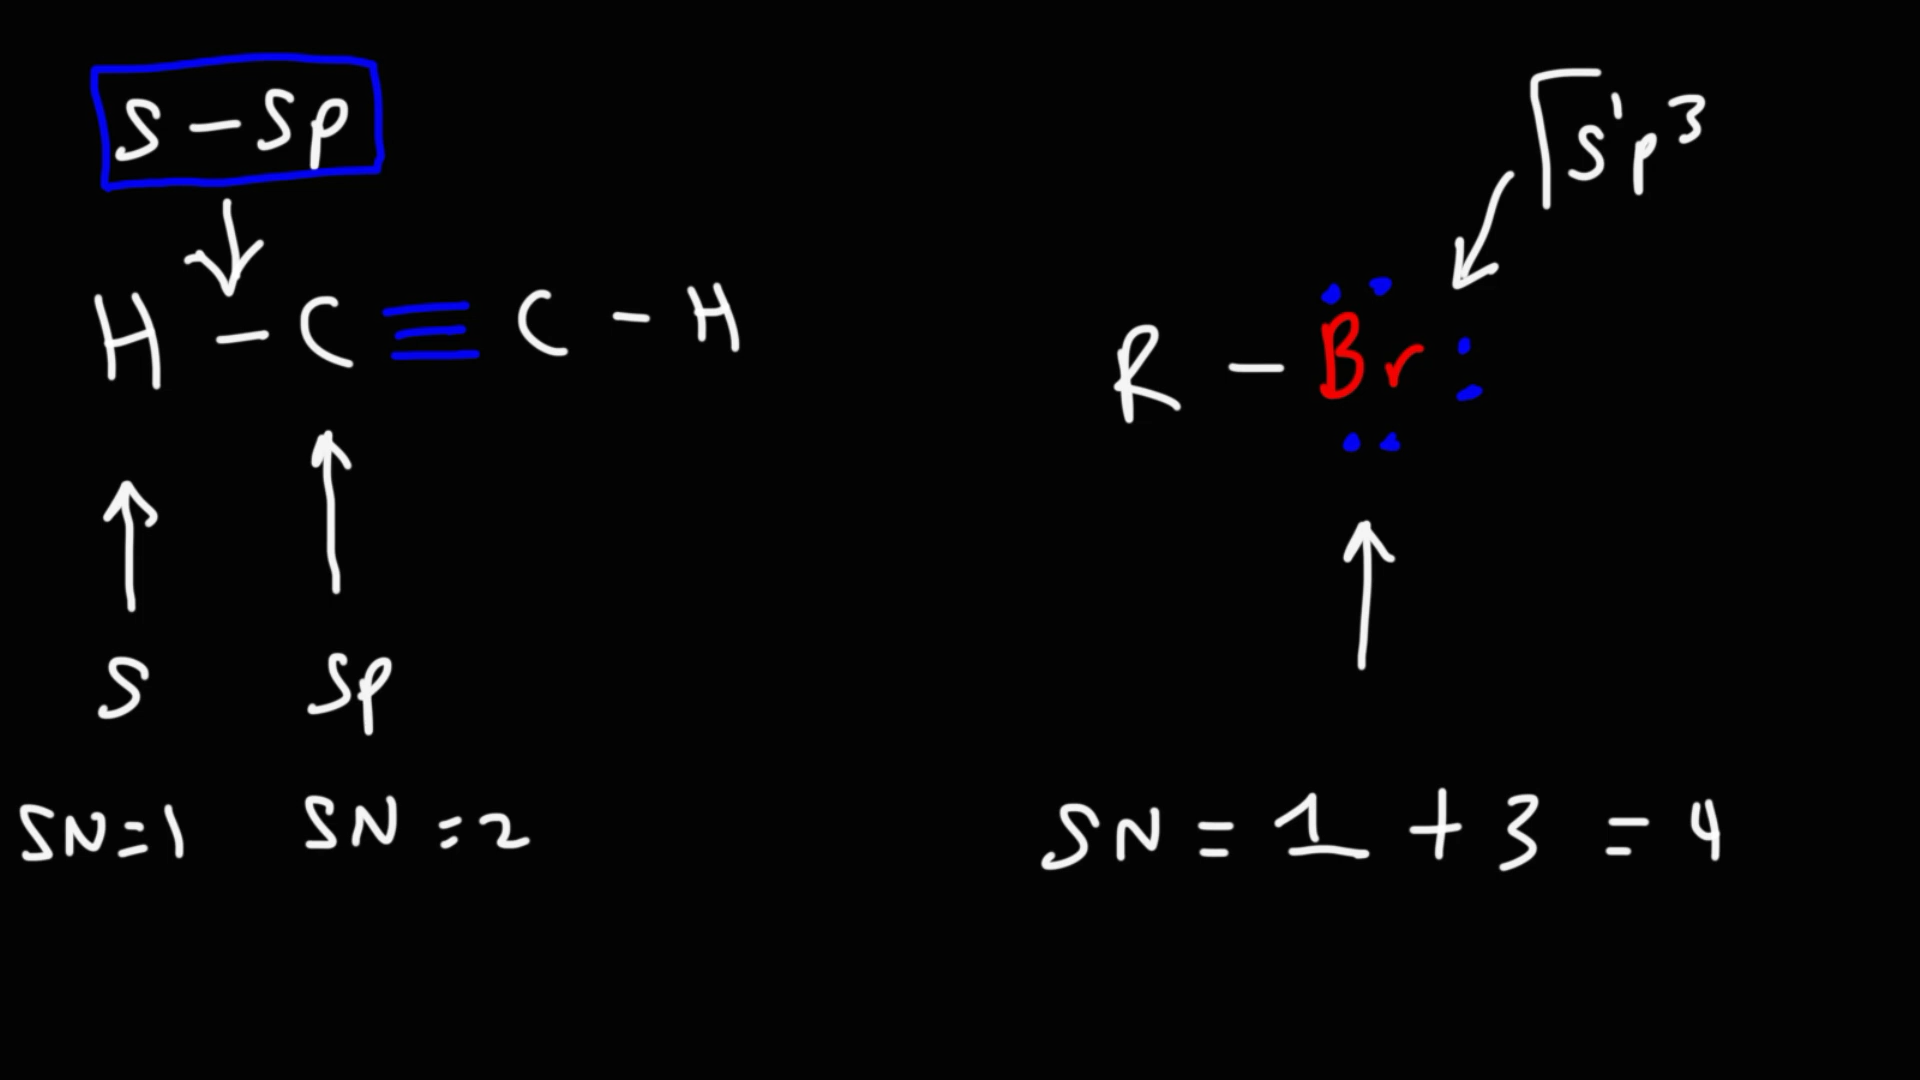 S - Sp
H - C ≡ C - H
S
Sp
SN = 1
SN = 2
s¹p³
R - Br
SN = 1 + 3 = 4